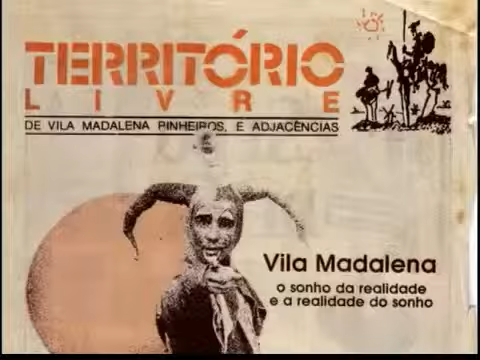 TERRITÓRIO
LIVRE
DE VILA MADALENA PINHEIROS, E ADJACÊNCIAS
Vila Madalena
o sonho da realidade
e a realidade do sonho